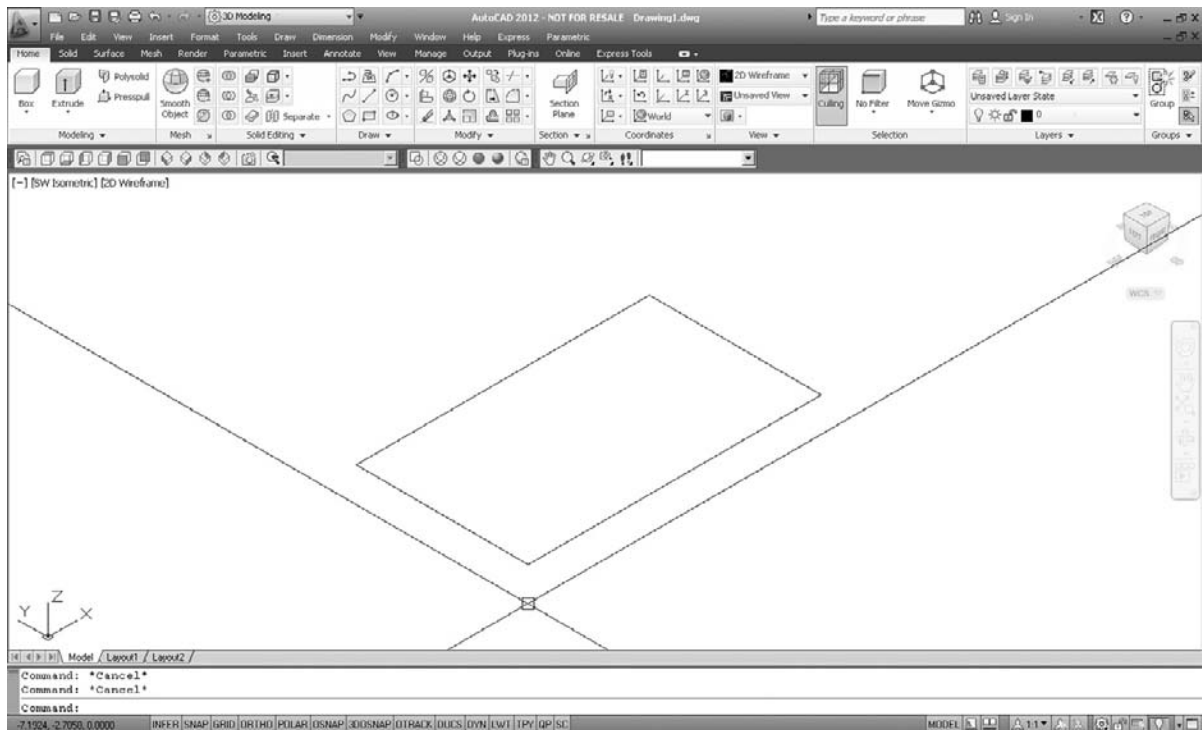 3D Modeling
AutoCAD 2012 - NOT FOR RESALE Drawing1.dwg
Type a keyword or phrase
Sign In
File Edit View Insert Format Tools Draw Dimension Modify Window Help Express Parametric
Home Solid Surface Mesh Render Parametric Insert Annotate View Manage Output Plug-ins Online Express Tools
Polysolid
Presspull
Box
Extrude
Smooth Object
Separate
Section Plane
World
2D Wireframe
Unsaved View
Culling
No Filter
Move Gizmo
Unsaved Layer State
0
Group
Modeling
Mesh
Solid Editing
Draw
Modify
Section
Coordinates
View
Selection
Layers
Groups
[-] [SW Isometric] [2D Wireframe]
WCS
Y Z X
Model / Layout1 / Layout2 /
Command: *Cancel*
Command: *Cancel*
Command:
-7.1924, -2.7050, 0.0000
INFER SNAP GRID ORTHO POLAR OSNAP 3DOSNAP OTRACK DUCS DYN LWT TPY QP SC
MODEL
1:1